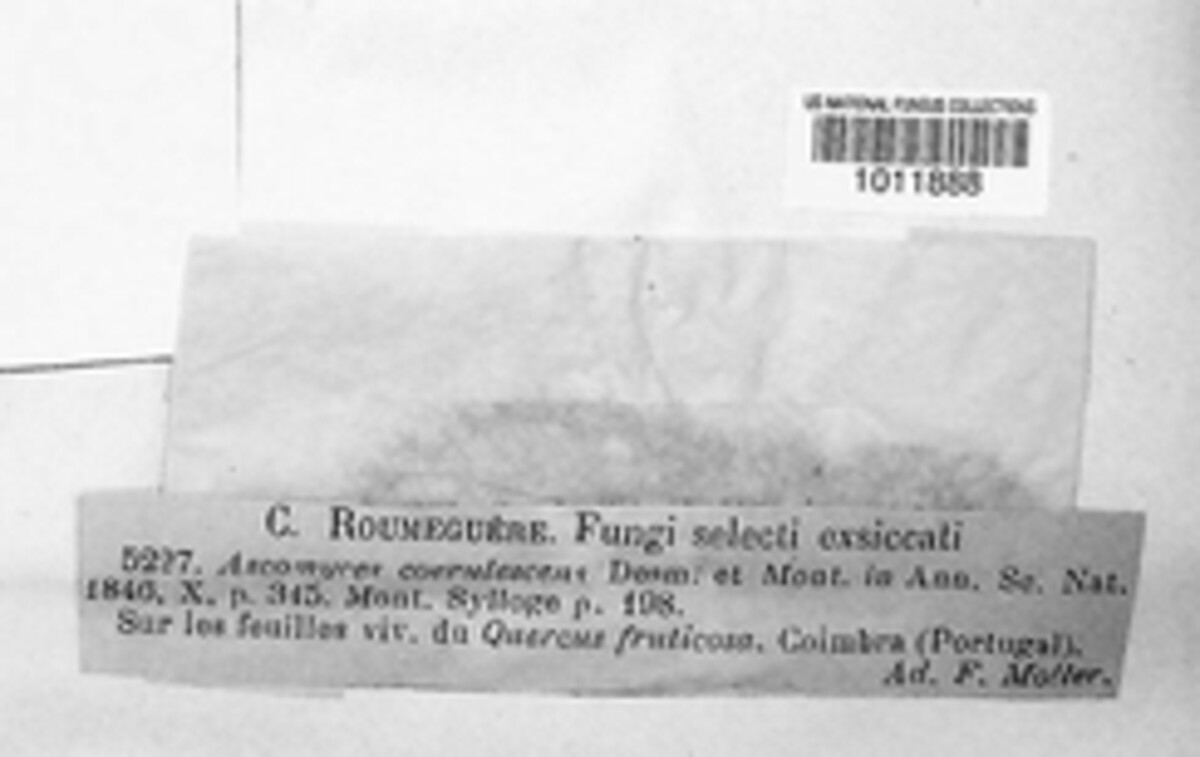 US NATIONAL FUNGUS COLLECTIONS
1011888
C. ROUMEGUÈRE. Fungi selecti exsiccati
5227. Ascomyces coerulescens Desm. et Mont. in Ann. Sc. Nat.
1846, X, p. 345. Mont. Sylloge p. 198.
Sur les feuilles viv. du Quercus fruticosa. Coimbra (Portugal).
Ad. F. Moller.